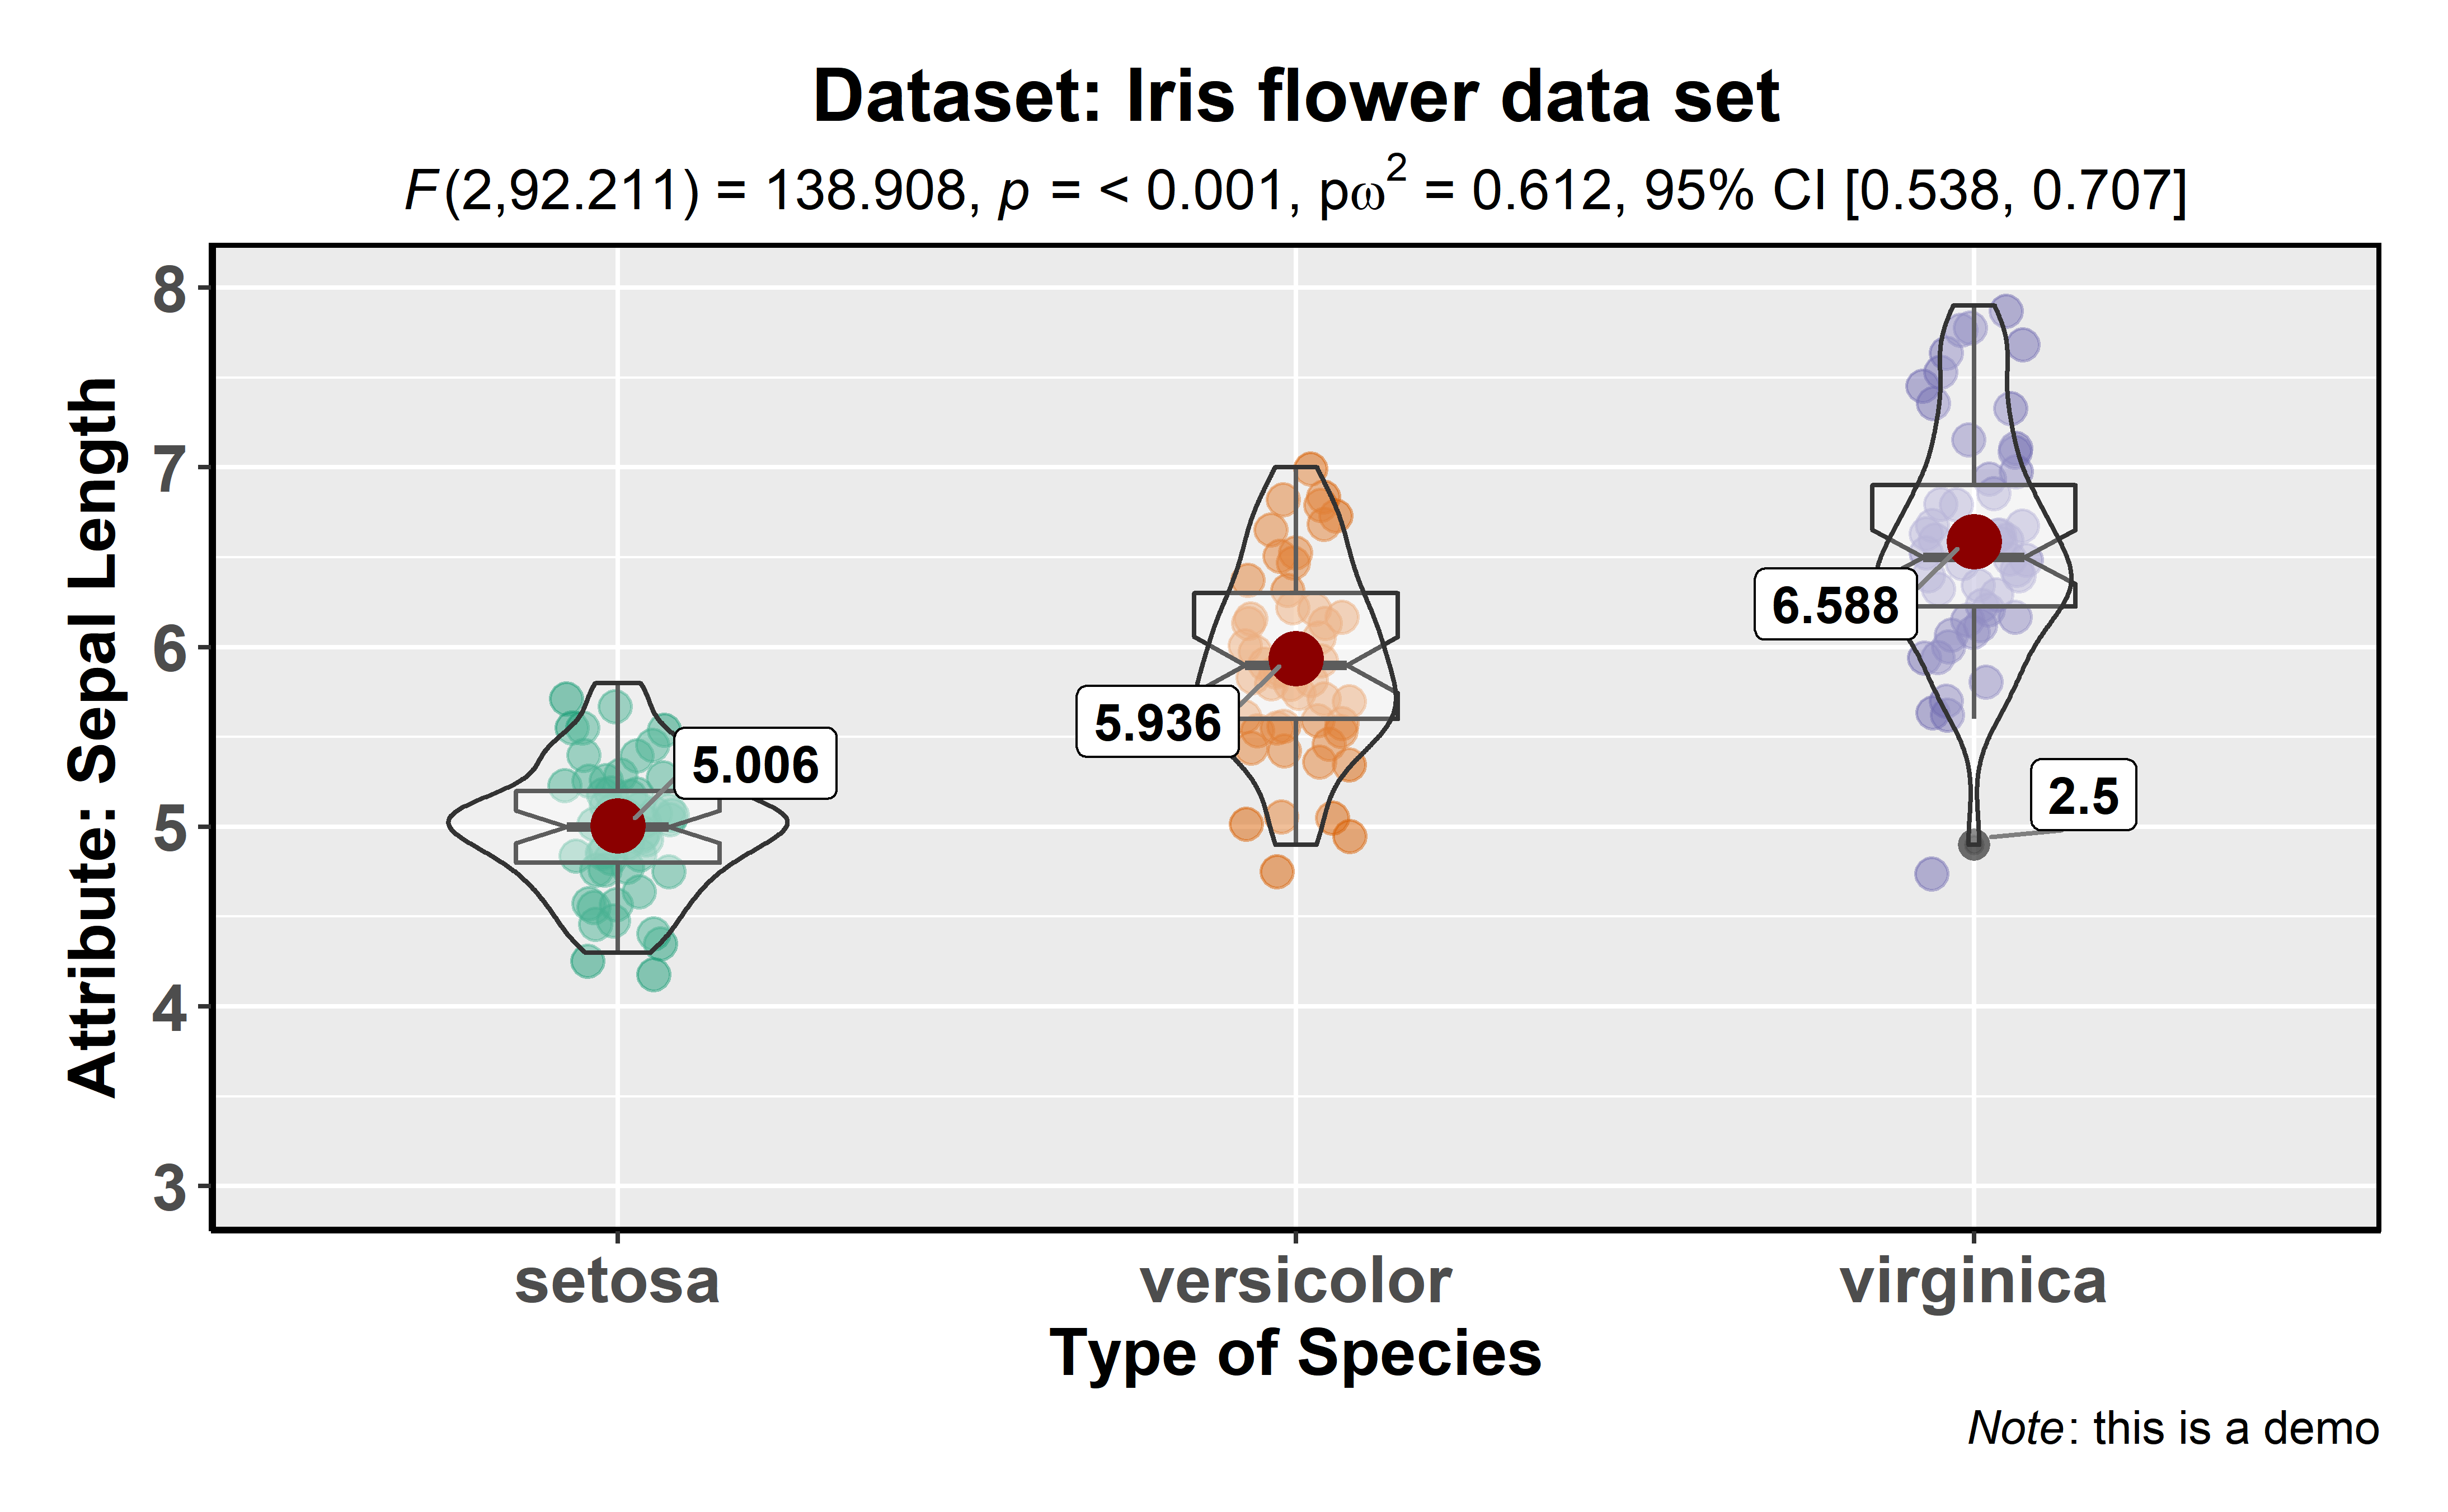 Dataset: Iris flower data set
F(2,92.211) = 138.908, p = < 0.001, pω² = 0.612, 95% CI [0.538, 0.707]
Attribute: Sepal Length
8
7
6
5
4
3
5.006
5.936
6.588
2.5
setosa versicolor virginica
Type of Species
Note: this is a demo